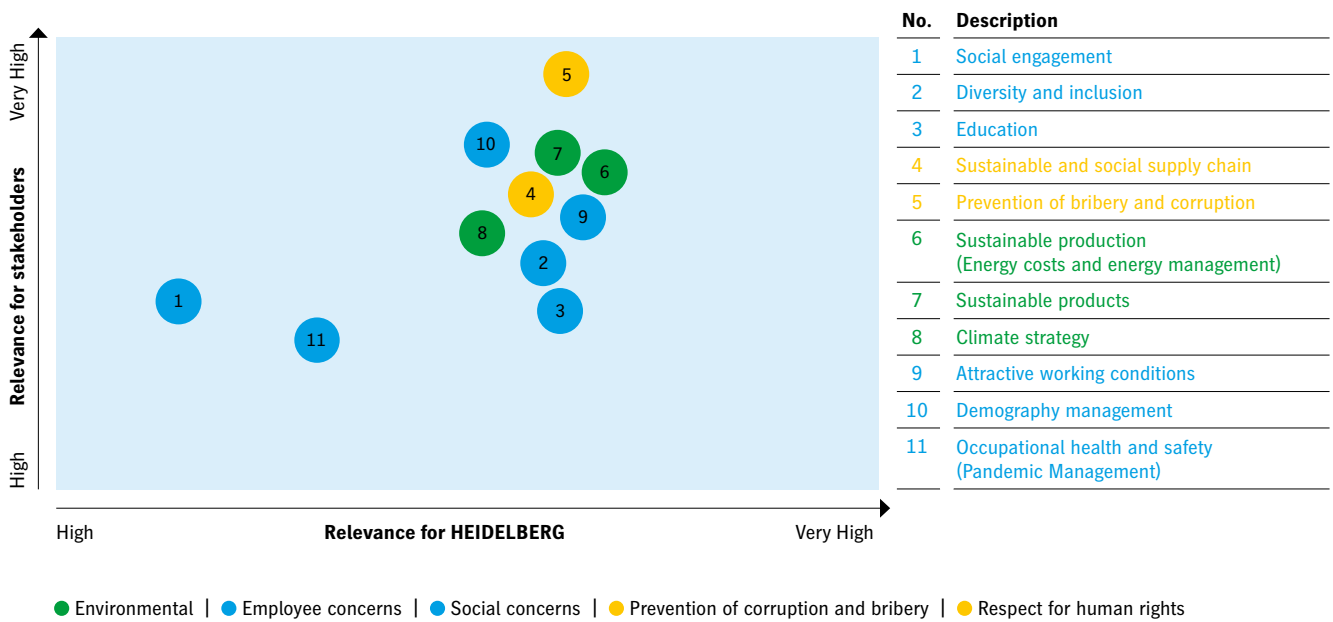 No. Description
1 Social engagement
2 Diversity and inclusion
3 Education
4 Sustainable and social supply chain
5 Prevention of bribery and corruption
6 Sustainable production
(Energy costs and energy management)
7 Sustainable products
8 Climate strategy
9 Attractive working conditions
10 Demography management
11 Occupational health and safety
(Pandemic Management)
Very High
Relevance for stakeholders
High
5
10
7
6
4
9
8
2
1
3
11
High Relevance for HEIDELBERG Very High
Environmental | Employee concerns | Social concerns | Prevention of corruption and bribery | Respect for human rights